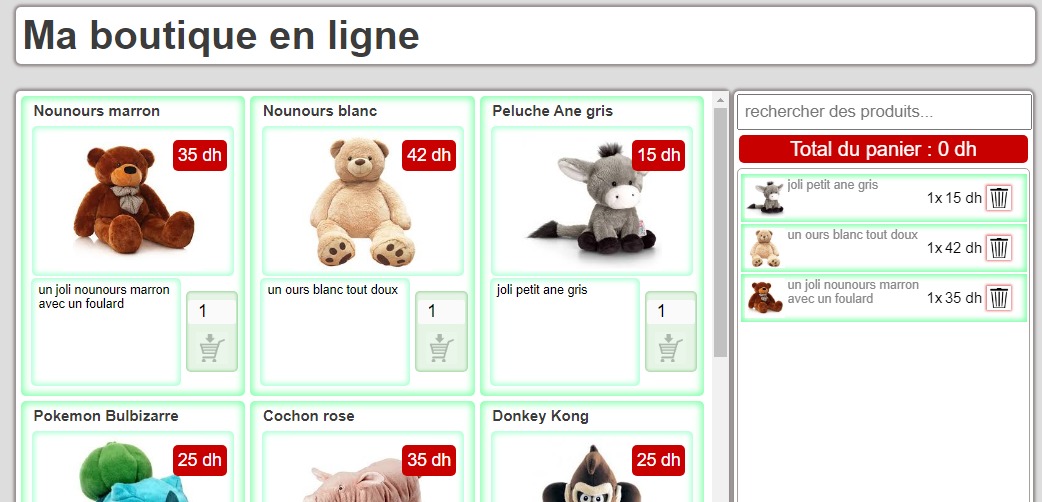 Ma boutique en ligne
Nounours marron
35 dh
un joli nounours marron
avec un foulard
1
Nounours blanc
42 dh
un ours blanc tout doux
1
Peluche Ane gris
15 dh
joli petit ane gris
1
Pokemon Bulbizarre
25 dh
Cochon rose
35 dh
Donkey Kong
25 dh
rechercher des produits...
Total du panier : 0 dh
joli petit ane gris
1x 15 dh
un ours blanc tout doux
1x 42 dh
un joli nounours marron
avec un foulard
1x 35 dh